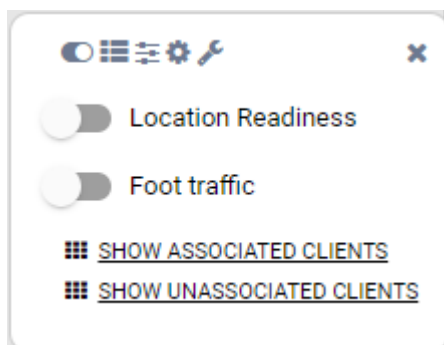 Location Readiness
Foot traffic
SHOW ASSOCIATED CLIENTS
SHOW UNASSOCIATED CLIENTS